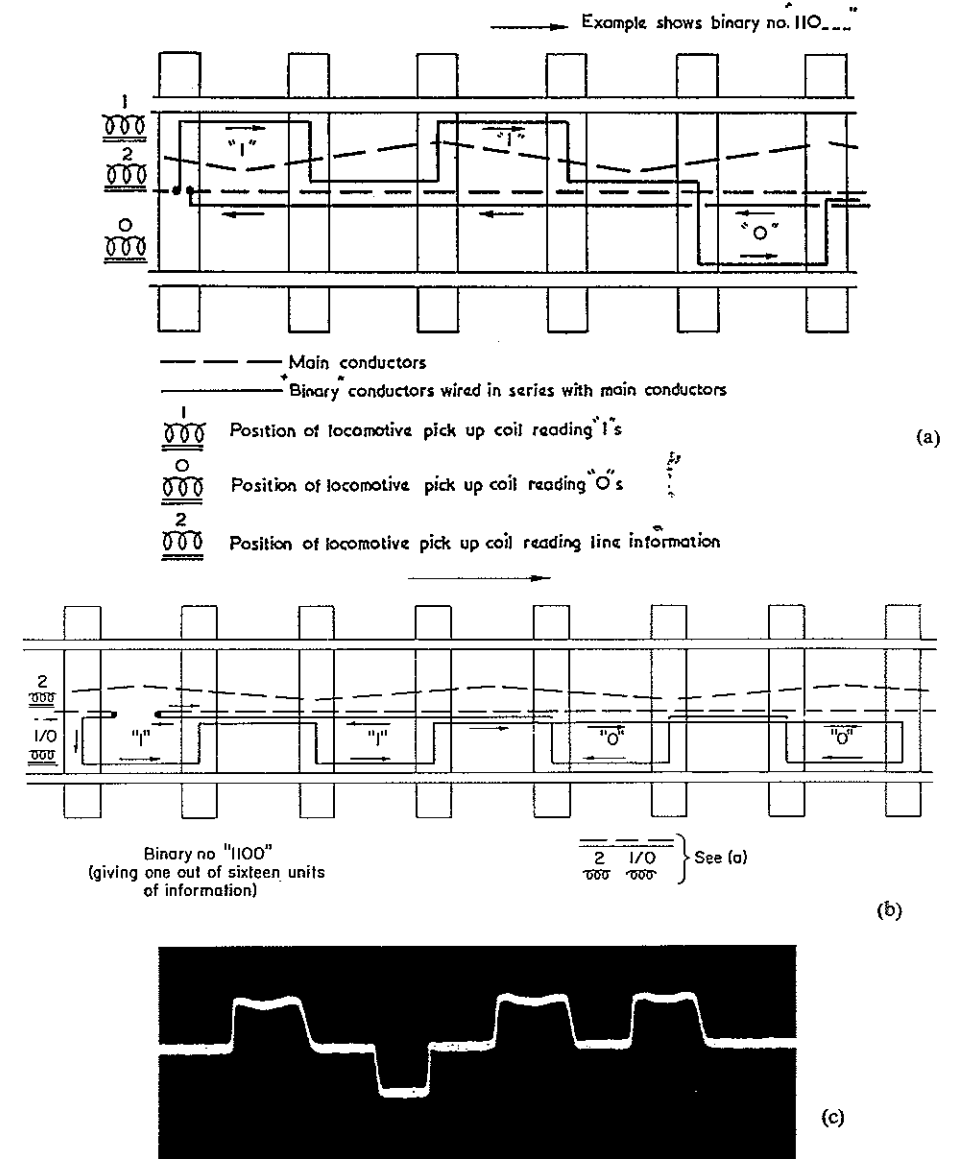 Example shows binary no. "110---"
1
2
0
"1"
"1"
"0"
Main conductors
"Binary" conductors wired in series with main conductors
1
Position of locomotive pick up coil reading "1"s
(a)
0
Position of locomotive pick up coil reading "0"s
2
Position of locomotive pick up coil reading line information
2
1/0
"1"
"1"
"0"
"0"
Binary no "1100"
(giving one out of sixteen units
of information)
2 1/0
See (a)
(b)
(c)